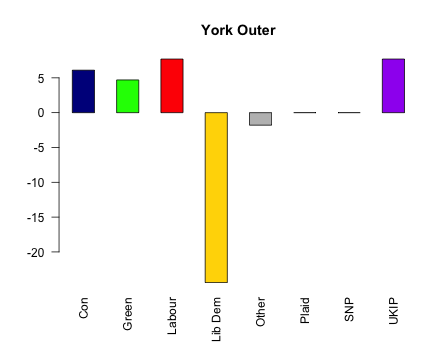 York Outer
5
0
-5
-10
-15
-20
Con
Green
Labour
Lib Dem
Other
Plaid
SNP
UKIP